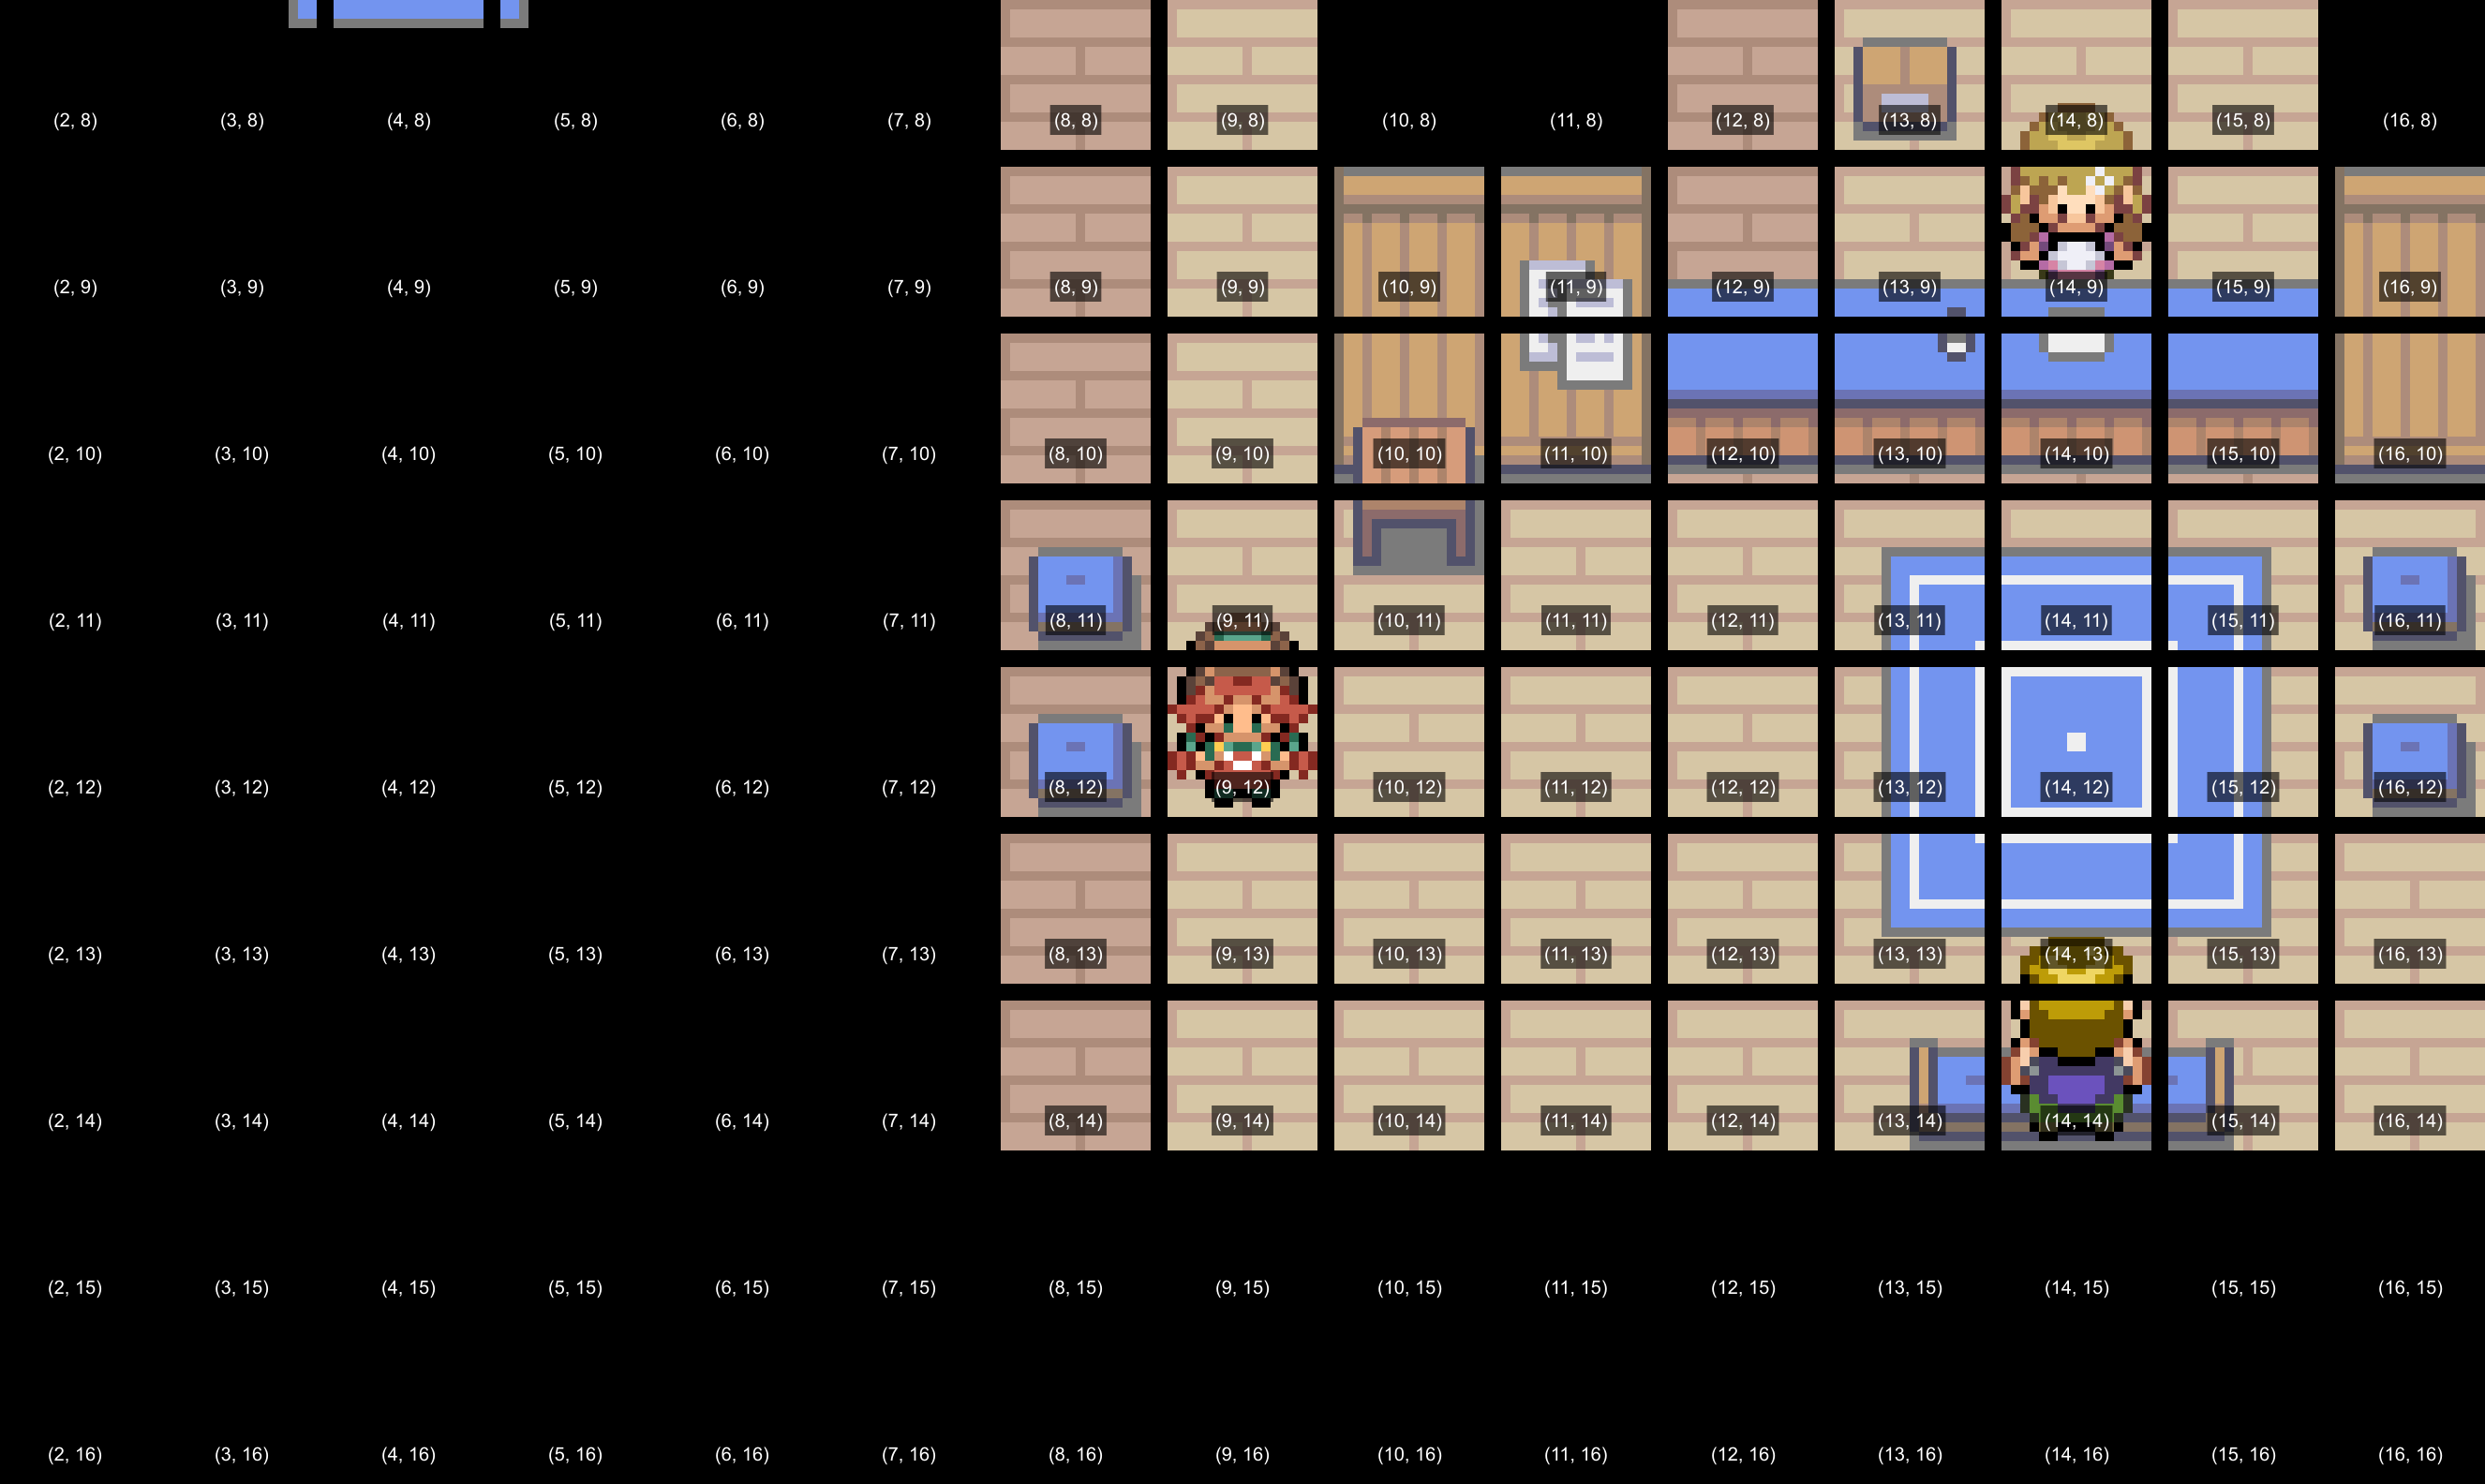 (2, 8) (3, 8) (4, 8) (5, 8) (6, 8) (7, 8) (8, 8) (9, 8) (10, 8) (11, 8) (12, 8) (13, 8) (14, 8) (15, 8) (16, 8)
(2, 9) (3, 9) (4, 9) (5, 9) (6, 9) (7, 9) (8, 9) (9, 9) (10, 9) (11, 9) (12, 9) (13, 9) (14, 9) (15, 9) (16, 9)
(2, 10) (3, 10) (4, 10) (5, 10) (6, 10) (7, 10) (8, 10) (9, 10) (10, 10) (11, 10) (12, 10) (13, 10) (14, 10) (15, 10) (16, 10)
(2, 11) (3, 11) (4, 11) (5, 11) (6, 11) (7, 11) (8, 11) (9, 11) (10, 11) (11, 11) (12, 11) (13, 11) (14, 11) (15, 11) (16, 11)
(2, 12) (3, 12) (4, 12) (5, 12) (6, 12) (7, 12) (8, 12) (9, 12) (10, 12) (11, 12) (12, 12) (13, 12) (14, 12) (15, 12) (16, 12)
(2, 13) (3, 13) (4, 13) (5, 13) (6, 13) (7, 13) (8, 13) (9, 13) (10, 13) (11, 13) (12, 13) (13, 13) (14, 13) (15, 13) (16, 13)
(2, 14) (3, 14) (4, 14) (5, 14) (6, 14) (7, 14) (8, 14) (9, 14) (10, 14) (11, 14) (12, 14) (13, 14) (14, 14) (15, 14) (16, 14)
(2, 15) (3, 15) (4, 15) (5, 15) (6, 15) (7, 15) (8, 15) (9, 15) (10, 15) (11, 15) (12, 15) (13, 15) (14, 15) (15, 15) (16, 15)
(2, 16) (3, 16) (4, 16) (5, 16) (6, 16) (7, 16) (8, 16) (9, 16) (10, 16) (11, 16) (12, 16) (13, 16) (14, 16) (15, 16) (16, 16)